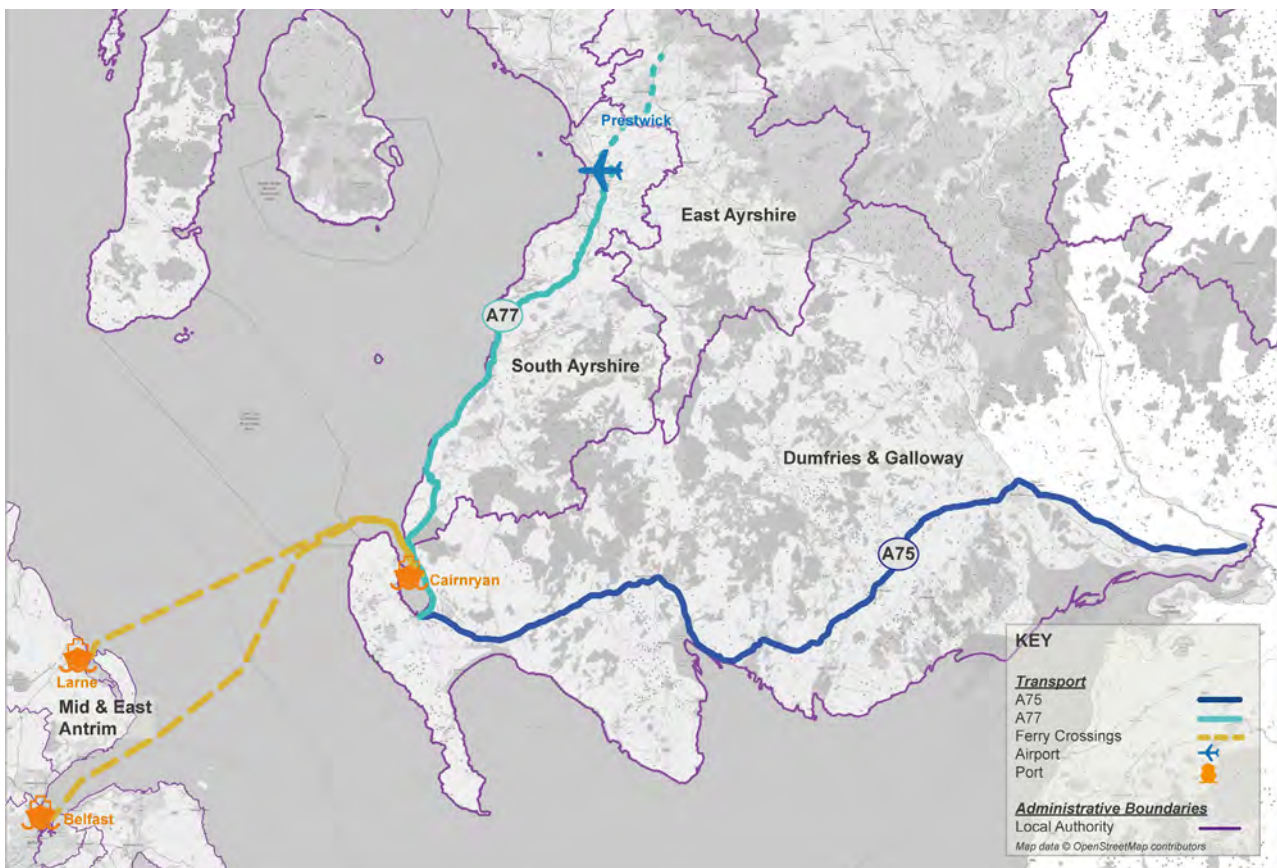 Prestwick
East Ayrshire
A77
South Ayrshire
Dumfries & Galloway
A75
Cairnryan
Larne
Mid & East
Antrim
Belfast
KEY
Transport
A75
A77
Ferry Crossings
Airport
Port
Administrative Boundaries
Local Authority
Map data © OpenStreetMap contributors